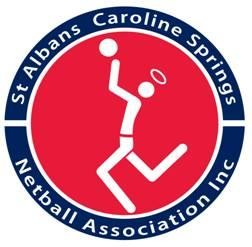 St Albans Caroline Springs
Netball Association Inc